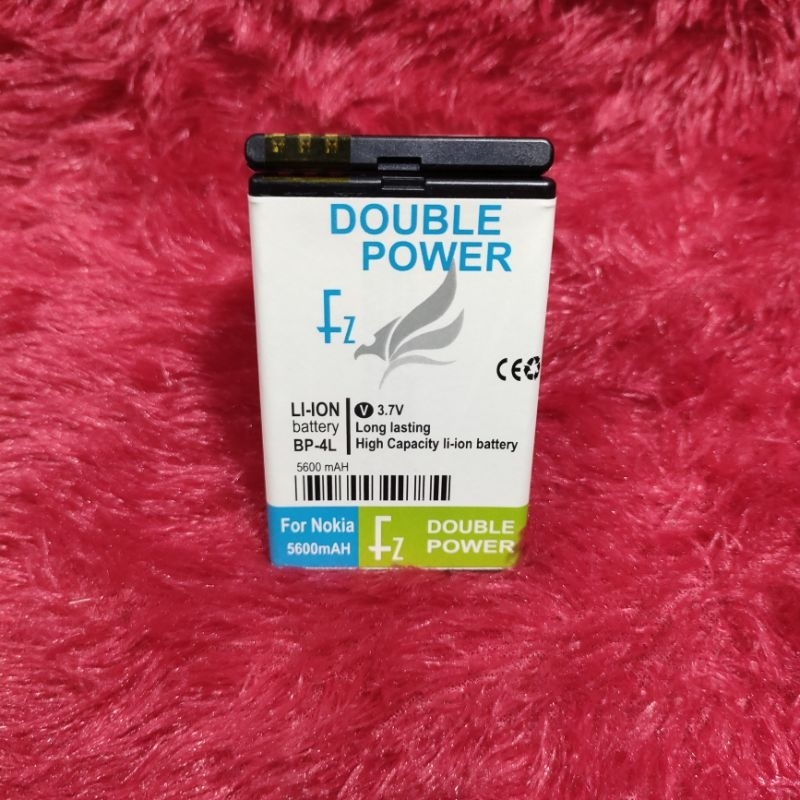 DOUBLE
POWER
Fz
CE
LI-ION
battery
BP-4L
V 3.7V
Long lasting
High Capacity li-ion battery
5600 mAH
For Nokia
5600mAH
Fz
DOUBLE
POWER